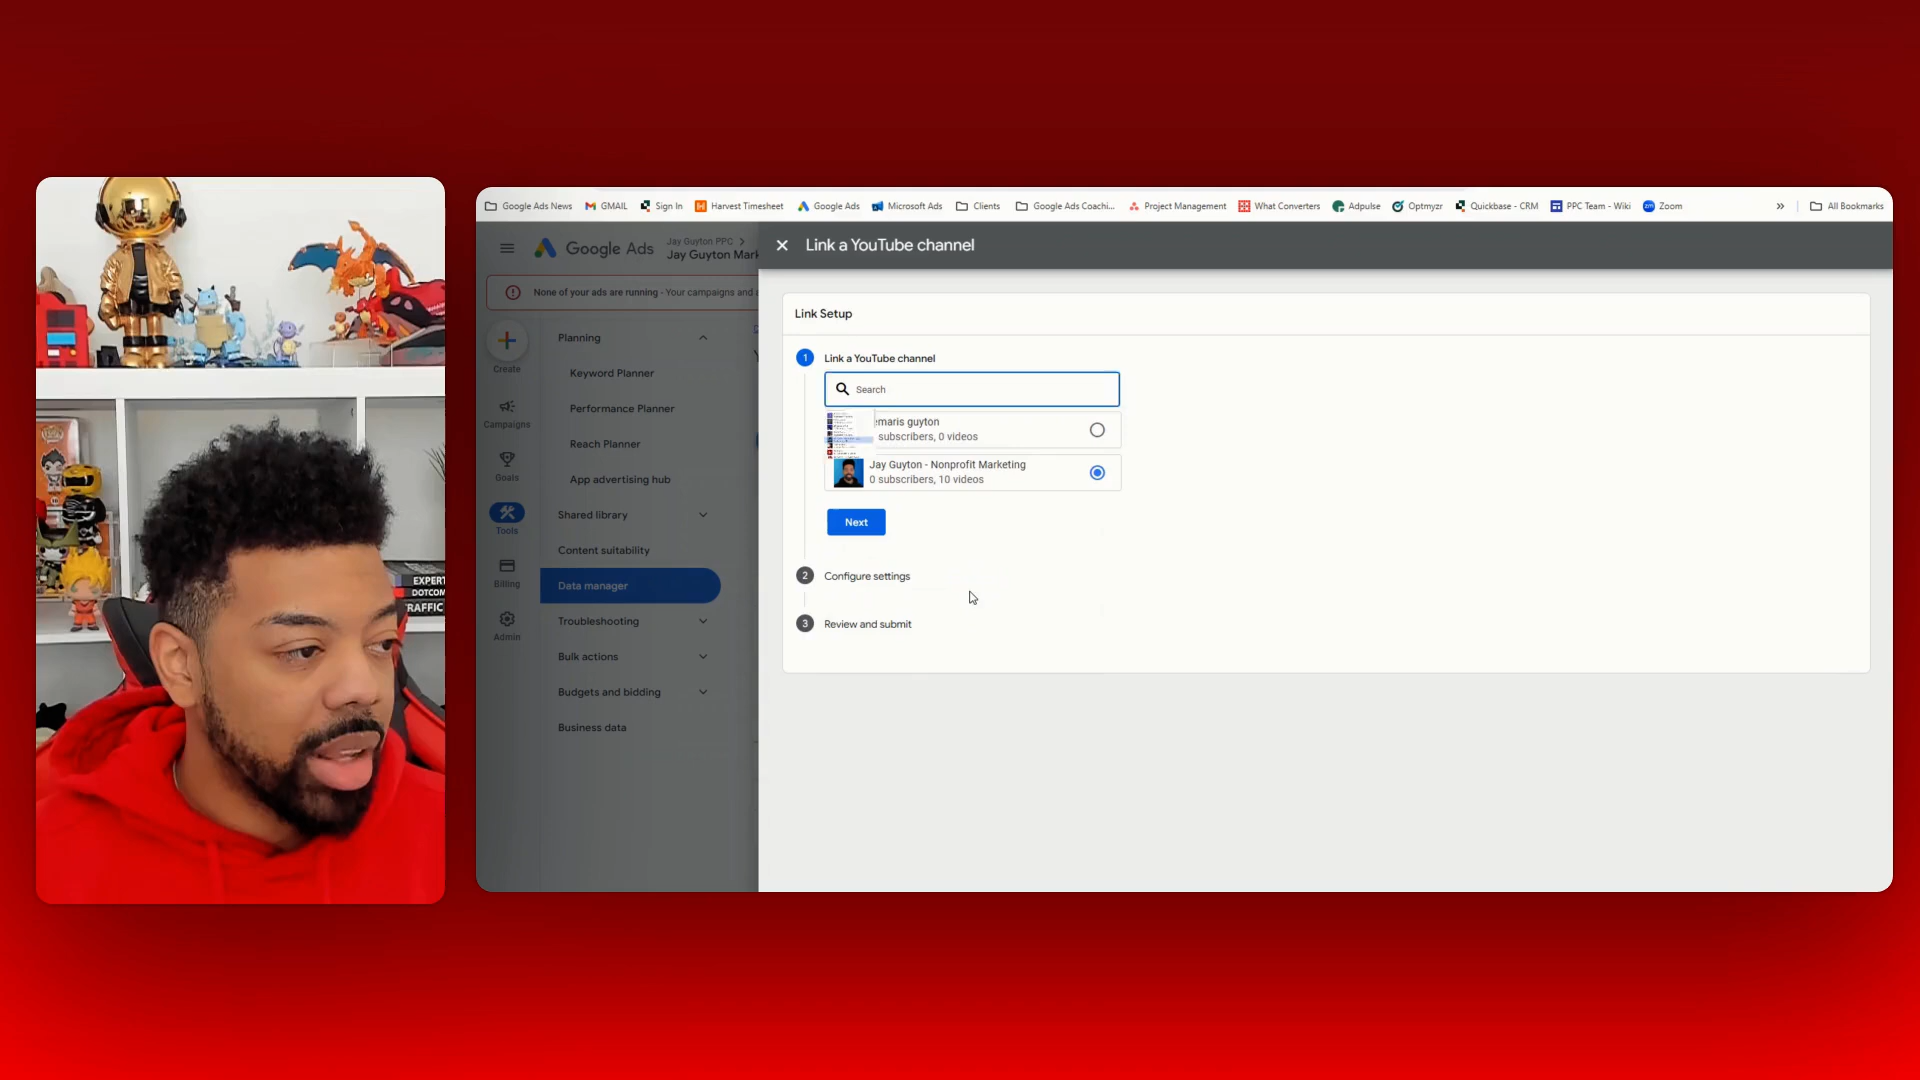 EXPERT
DOTCOM
TRAFFIC
Google Ads News
GMAIL
Sign In
Harvest Timesheet
Google Ads
Microsoft Ads
Clients
Google Ads Coachi...
Project Management
What Converters
Adpulse
Optmyzr
Quickbase - CRM
PPC Team - Wiki
Zoom
»
All Bookmarks
Google Ads
Jay Guyton PPC
Jay Guyton Mark
Link a YouTube channel
None of your ads are running - Your campaigns and a
Create
Campaigns
Goals
Tools
Billing
Admin
Planning
Keyword Planner
Performance Planner
Reach Planner
App advertising hub
Shared library
Content suitability
Data manager
Troubleshooting
Bulk actions
Budgets and bidding
Business data
Link Setup
1 Link a YouTube channel
Search
emaris guyton
subscribers, 0 videos
Jay Guyton - Nonprofit Marketing
0 subscribers, 10 videos
Next
2 Configure settings
3 Review and submit